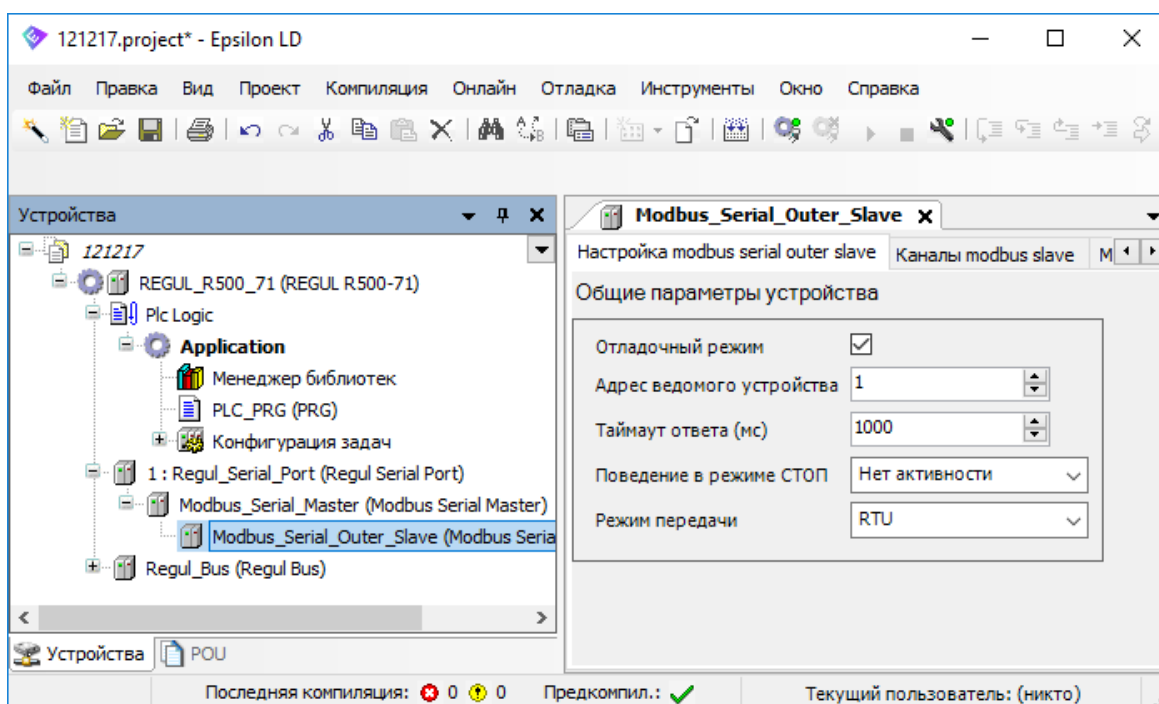 121217.project* - Epsilon LD
Файл Правка Вид Проект Компиляция Онлайн Отладка Инструменты Окно Справка
Устройства
121217
REGUL_R500_71 (REGUL R500-71)
Plc Logic
Application
Менеджер библиотек
PLC_PRG (PRG)
Конфигурация задач
1 : Regul_Serial_Port (Regul Serial Port)
Modbus_Serial_Master (Modbus Serial Master)
Modbus_Serial_Outer_Slave (Modbus Seria
Regul_Bus (Regul Bus)
Устройства POU
Modbus_Serial_Outer_Slave
Настройка modbus serial outer slave Каналы modbus slave М
Общие параметры устройства
Отладочный режим
Адрес ведомого устройства 1
Таймаут ответа (мс) 1000
Поведение в режиме СТОП Нет активности
Режим передачи RTU
Последняя компиляция: 0 0 Предкомпил.: Текущий пользователь: (никто)